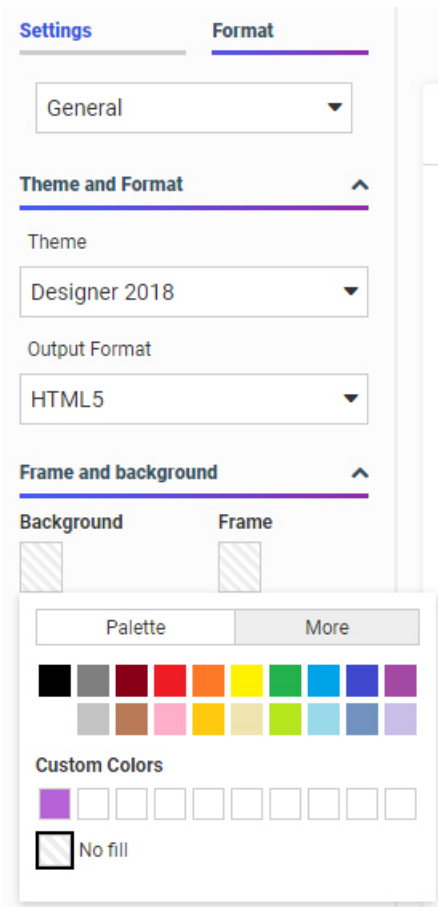 Settings Format
General
Theme and Format
Theme
Designer 2018
Output Format
HTML5
Frame and background
Background Frame
Palette More
Custom Colors
No fill